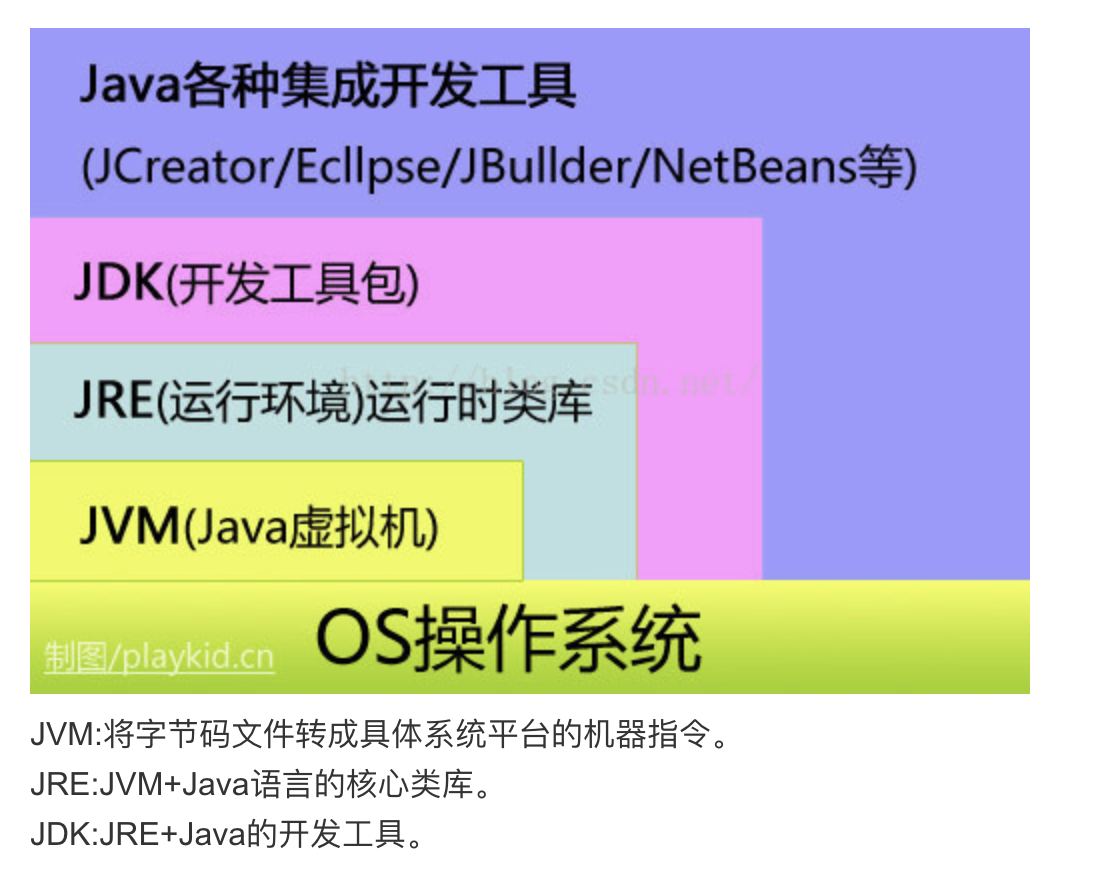 Java各种集成开发工具
(JCreator/Ecllpse/JBullder/NetBeans等)
JDK(开发工具包)
http://blog.csdn.net/
JRE(运行环境)运行时类库
JVM(Java虚拟机)
OS操作系统
制图/playkid.cn
JVM:将字节码文件转成具体系统平台的机器指令。
JRE:JVM+Java语言的核心类库。
JDK:JRE+Java的开发工具。